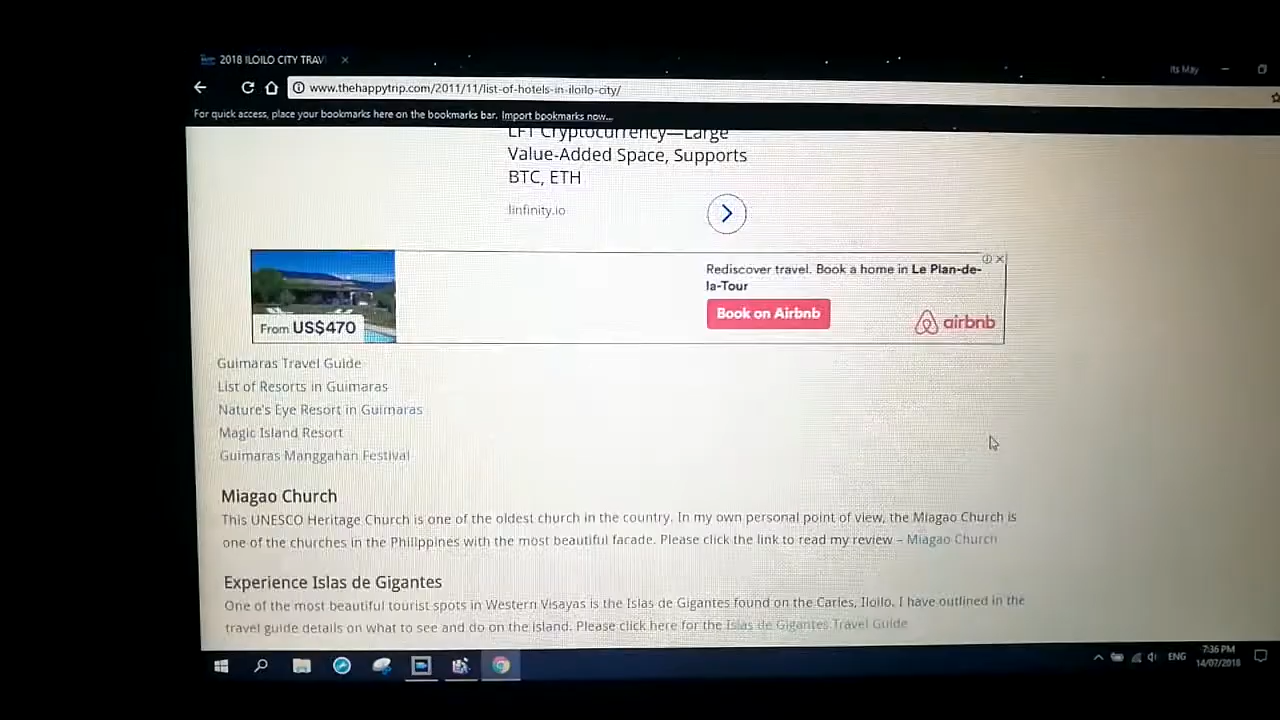 2018 ILOILO CITY TRAV
Its May
www.thehappytrip.com/2011/11/list-of-hotels-in-iloilo-city/
For quick access, place your bookmarks here on the bookmarks bar. Import bookmarks now...
LFT Cryptocurrency—Large
Value-Added Space, Supports
BTC, ETH
linfinity.io
From US$470
Rediscover travel. Book a home in Le Plan-de-
la-Tour
Book on Airbnb
airbnb
Guimaras Travel Guide
List of Resorts in Guimaras
Nature's Eye Resort in Guimaras
Magic Island Resort
Guimaras Manggahan Festival
Miagao Church
This UNESCO Heritage Church is one of the oldest church in the country. In my own personal point of view, the Miagao Church is
one of the churches in the Philippines with the most beautiful facade. Please click the link to read my review – Miagao Church
Experience Islas de Gigantes
One of the most beautiful tourist spots in Western Visayas is the Islas de Gigantes found on the Carles, Iloilo. I have outlined in the
travel guide details on what to see and do on the island. Please click here for the Islas de Gigantes Travel Guide
ENG
7:36 PM
14/07/2018